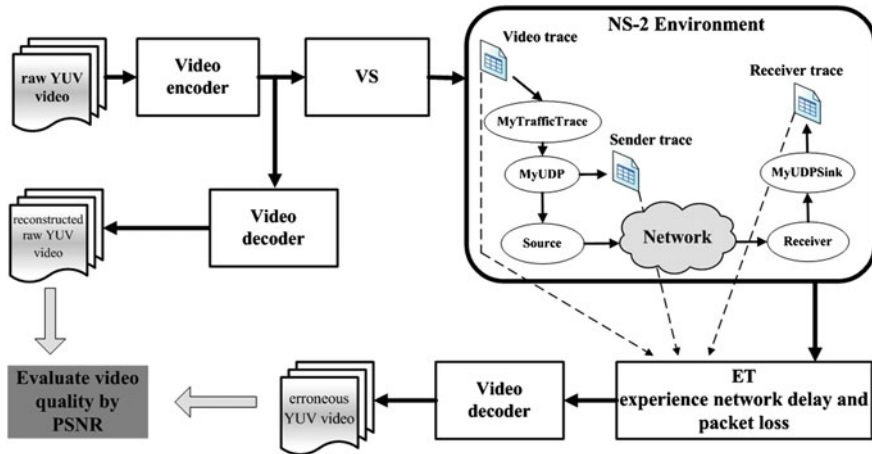 NS-2 Environment
raw YUV
video
Video
encoder
VS
Video trace
Receiver trace
MyTrafficTrace
Sender trace
MyUDP
MyUDPSink
Source
Network
Receiver
reconstructed
raw YUV
video
Video
decoder
Evaluate video
quality by
PSNR
erroneous
YUV video
Video
decoder
ET
experience network delay and
packet loss